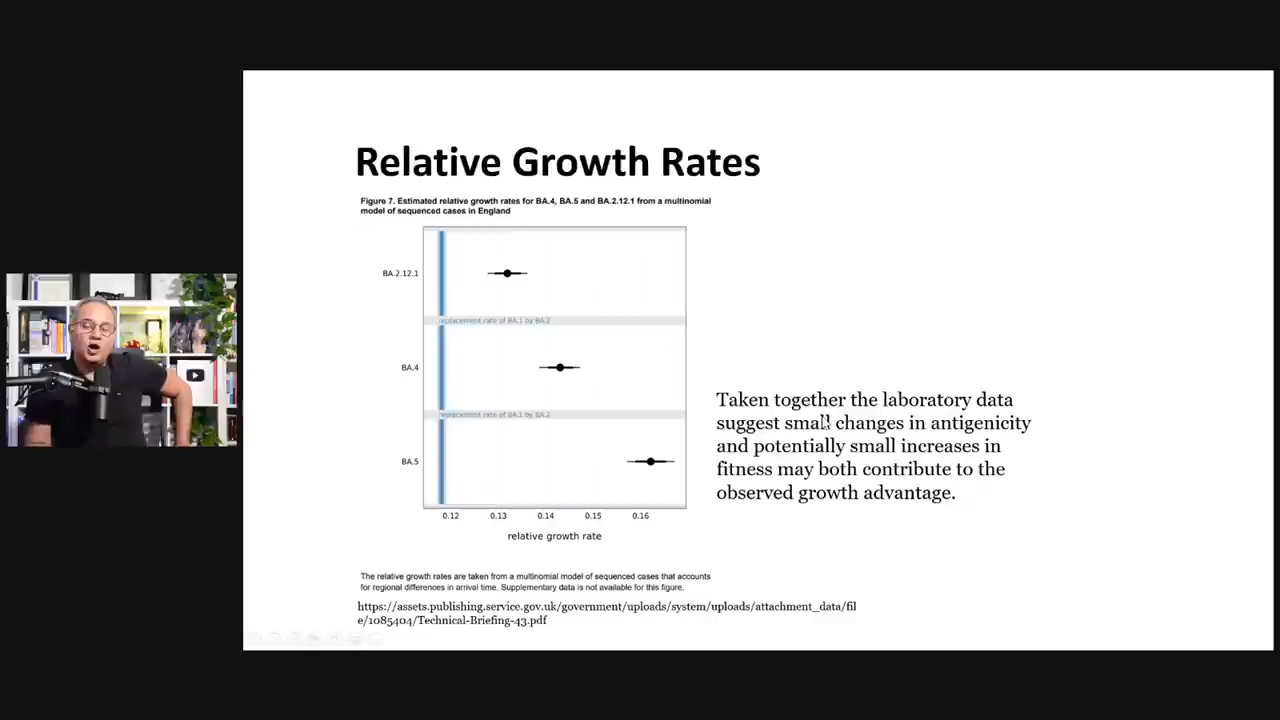 Relative Growth Rates
Figure 7. Estimated relative growth rates for BA.4, BA.5 and BA.2.12.1 from a multinomial
model of sequenced cases in England
BA.2.12.1
replacement rate of BA.1 by BA.2
BA.4
replacement rate of BA.1 by BA.2
BA.5
0.12 0.13 0.14 0.15 0.16
relative growth rate
Taken together the laboratory data
suggest small changes in antigenicity
and potentially small increases in
fitness may both contribute to the
observed growth advantage.
The relative growth rates are taken from a multinomial model of sequenced cases that accounts
for regional differences in arrival time. Supplementary data is not available for this figure.
https://assets.publishing.service.gov.uk/government/uploads/system/uploads/attachment_data/fil
e/1085404/Technical-Briefing-43.pdf